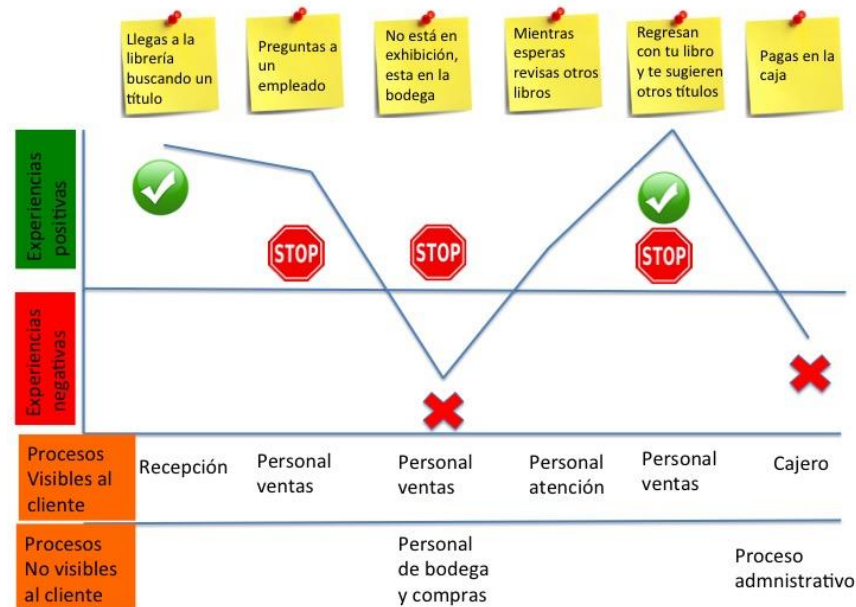 Llegas a la
librería
buscando un
título
Preguntas a
un
empleado
No está en
exhibición,
esta en la
bodega
Mientras
esperas
revisas otros
libros
Regresan
con tu libro
y te sugieren
otros títulos
Pagas en la
caja
Experiencias
positivas
STOP
STOP
STOP
Experiencias
negativas
Procesos
Visibles al
cliente
Recepción
Personal
ventas
Personal
ventas
Personal
atención
Personal
ventas
Cajero
Procesos
No visibles
al cliente
Personal
de bodega
y compras
Proceso
admnistrativo